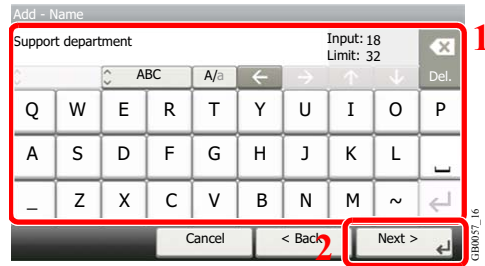 Add - Name
Support department
Input: 18
Limit: 32
1
ABC A/a ← → ↑ ↓ Del.
Q W E R T Y U I O P
A S D F G H J K L
_ Z X C V B N M ~
Cancel < Back 2 Next >
GB0057_16